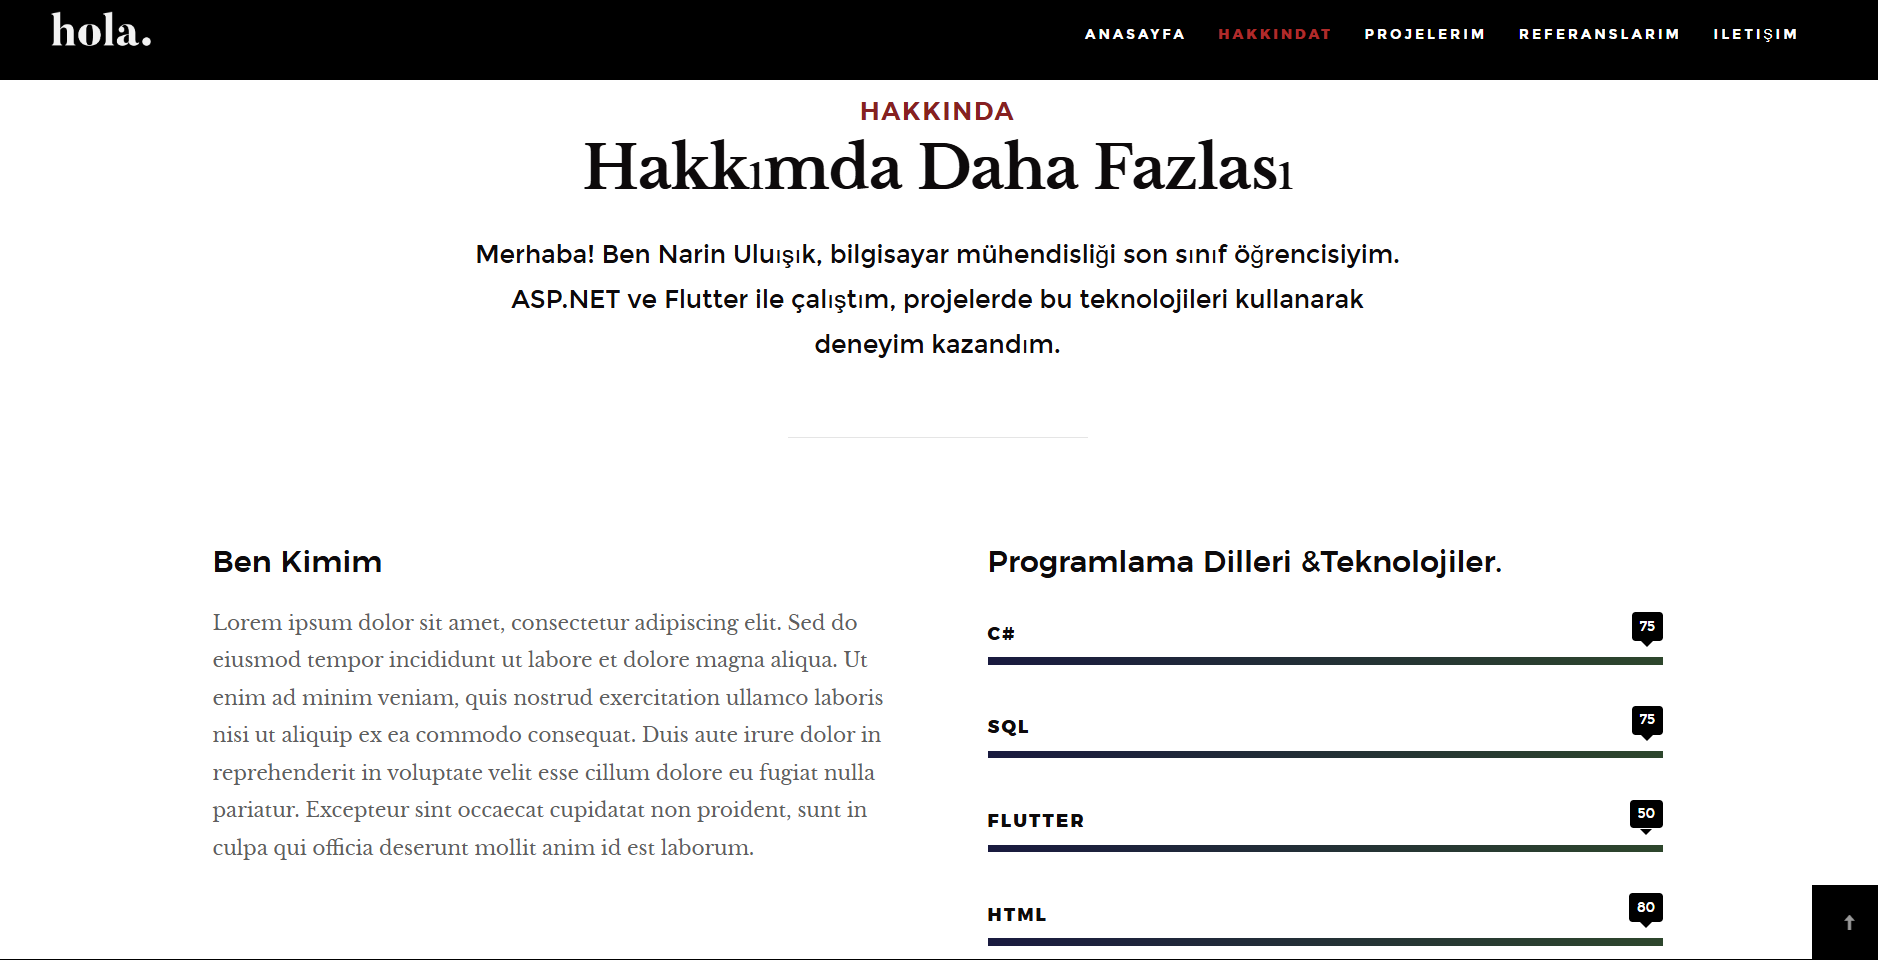 hola.
ANASAYFA HAKKINDAT PROJELERIM REFERANSLARIM ILETIŞIM
HAKKINDA
Hakkımda Daha Fazlası
Merhaba! Ben Narin Uluışık, bilgisayar mühendisliği son sınıf öğrencisiyim.
ASP.NET ve Flutter ile çalıştım, projelerde bu teknolojileri kullanarak
deneyim kazandım.
Ben Kimim
Lorem ipsum dolor sit amet, consectetur adipiscing elit. Sed do
eiusmod tempor incididunt ut labore et dolore magna aliqua. Ut
enim ad minim veniam, quis nostrud exercitation ullamco laboris
nisi ut aliquip ex ea commodo consequat. Duis aute irure dolor in
reprehenderit in voluptate velit esse cillum dolore eu fugiat nulla
pariatur. Excepteur sint occaecat cupidatat non proident, sunt in
culpa qui officia deserunt mollit anim id est laborum.
Programlama Dilleri &Teknolojiler.
C# 75
SQL 75
FLUTTER 50
HTML 80